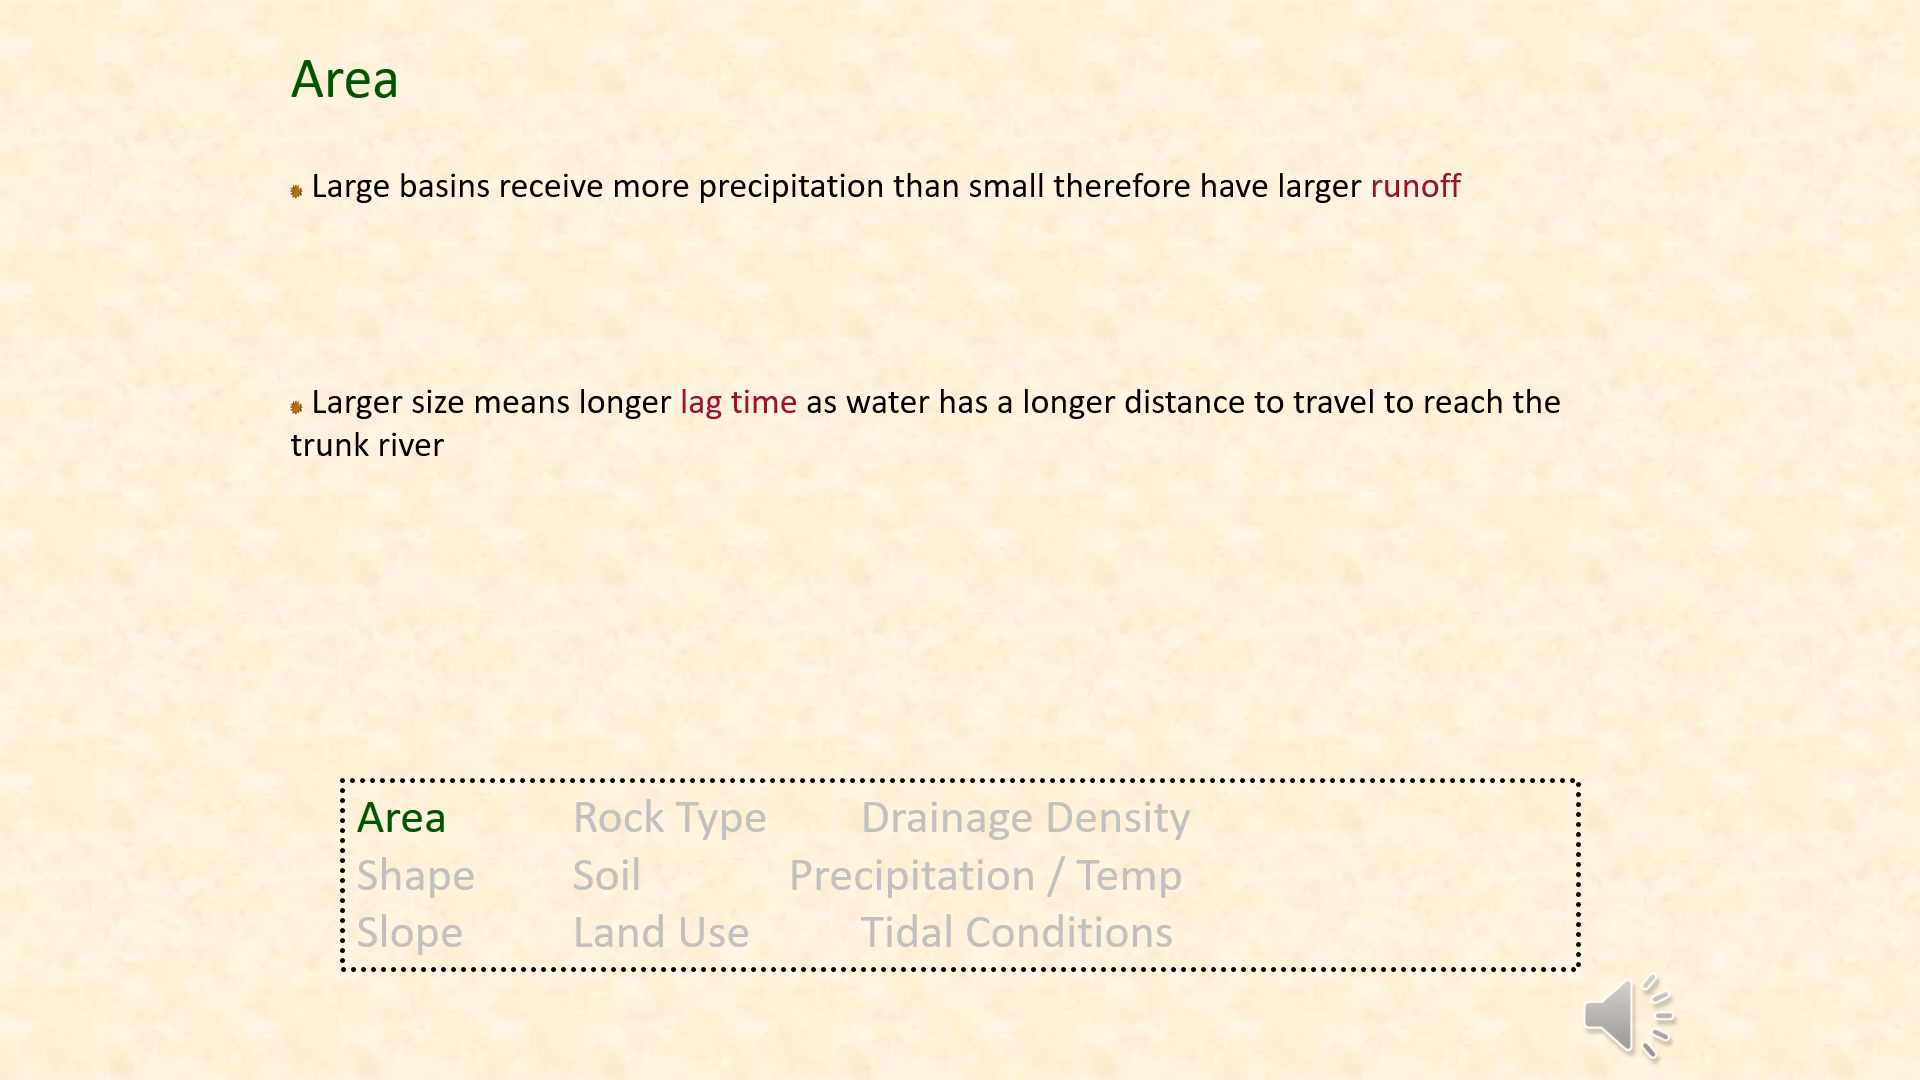 Area
Large basins receive more precipitation than small therefore have larger runoff
Larger size means longer lag time as water has a longer distance to travel to reach the
trunk river
Area Rock Type Drainage Density
Shape Soil Precipitation / Temp
Slope Land Use Tidal Conditions